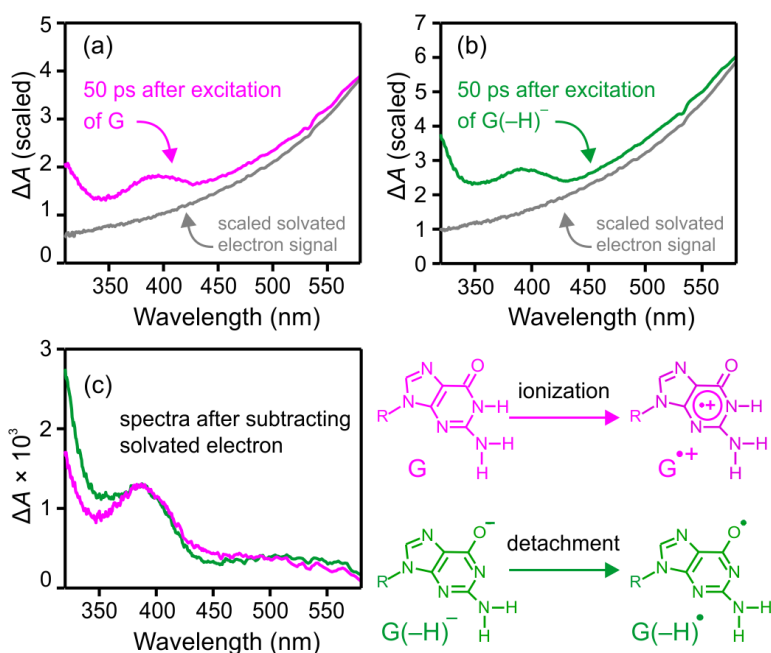 (a)
50 ps after excitation
of G
scaled solvated
electron signal
ΔA (scaled)
5
4
3
2
1
0
350 400 450 500 550
Wavelength (nm)
(b)
50 ps after excitation
of G(–H)⁻
scaled solvated
electron signal
ΔA (scaled)
7
6
5
4
3
2
1
0
350 400 450 500 550
Wavelength (nm)
(c)
spectra after subtracting
solvated electron
ΔA × 10³
3
2
1
0
350 400 450 500 550
Wavelength (nm)
N O
N–H
R–N N N–H
H
G
ionization
N O
•+ N–H
R–N N N–H
H
G•+
N O⁻
N
R–N N N–H
H
G(–H)⁻
detachment
N O•
N
R–N N N–H
H
G(–H)•